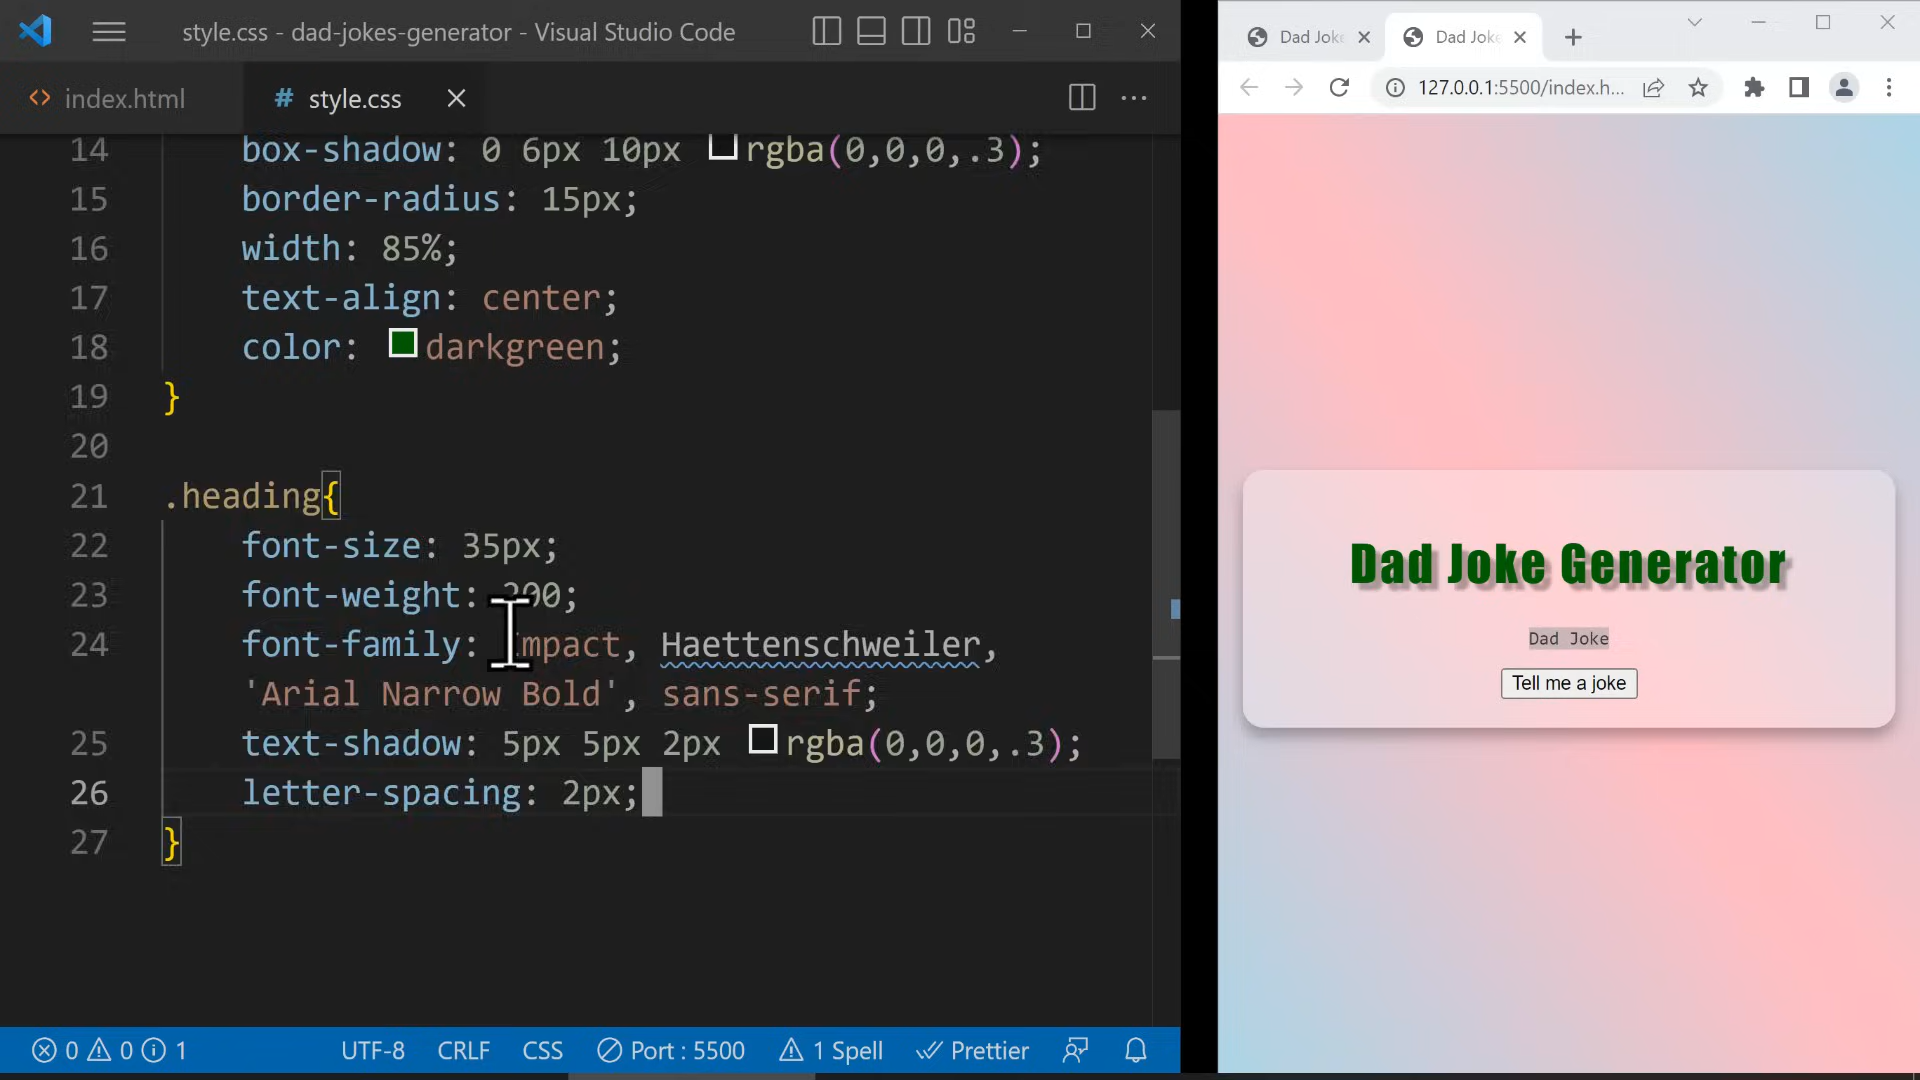 style.css - dad-jokes-generator - Visual Studio Code
index.html
# style.css
14 box-shadow: 0 6px 10px rgba(0,0,0,.3);
15 border-radius: 15px;
16 width: 85%;
17 text-align: center;
18 color: darkgreen;
19 }
20
21 .heading{
22 font-size: 35px;
23 font-weight: 200;
24 font-family: Impact, Haettenschweiler,
'Arial Narrow Bold', sans-serif;
25 text-shadow: 5px 5px 2px rgba(0,0,0,.3);
26 letter-spacing: 2px;
27 }
0 0 1 UTF-8 CRLF CSS Port : 5500 1 Spell Prettier
Dad Joke Dad Joke
127.0.0.1:5500/index.h...
Dad Joke Generator
Dad Joke
Tell me a joke